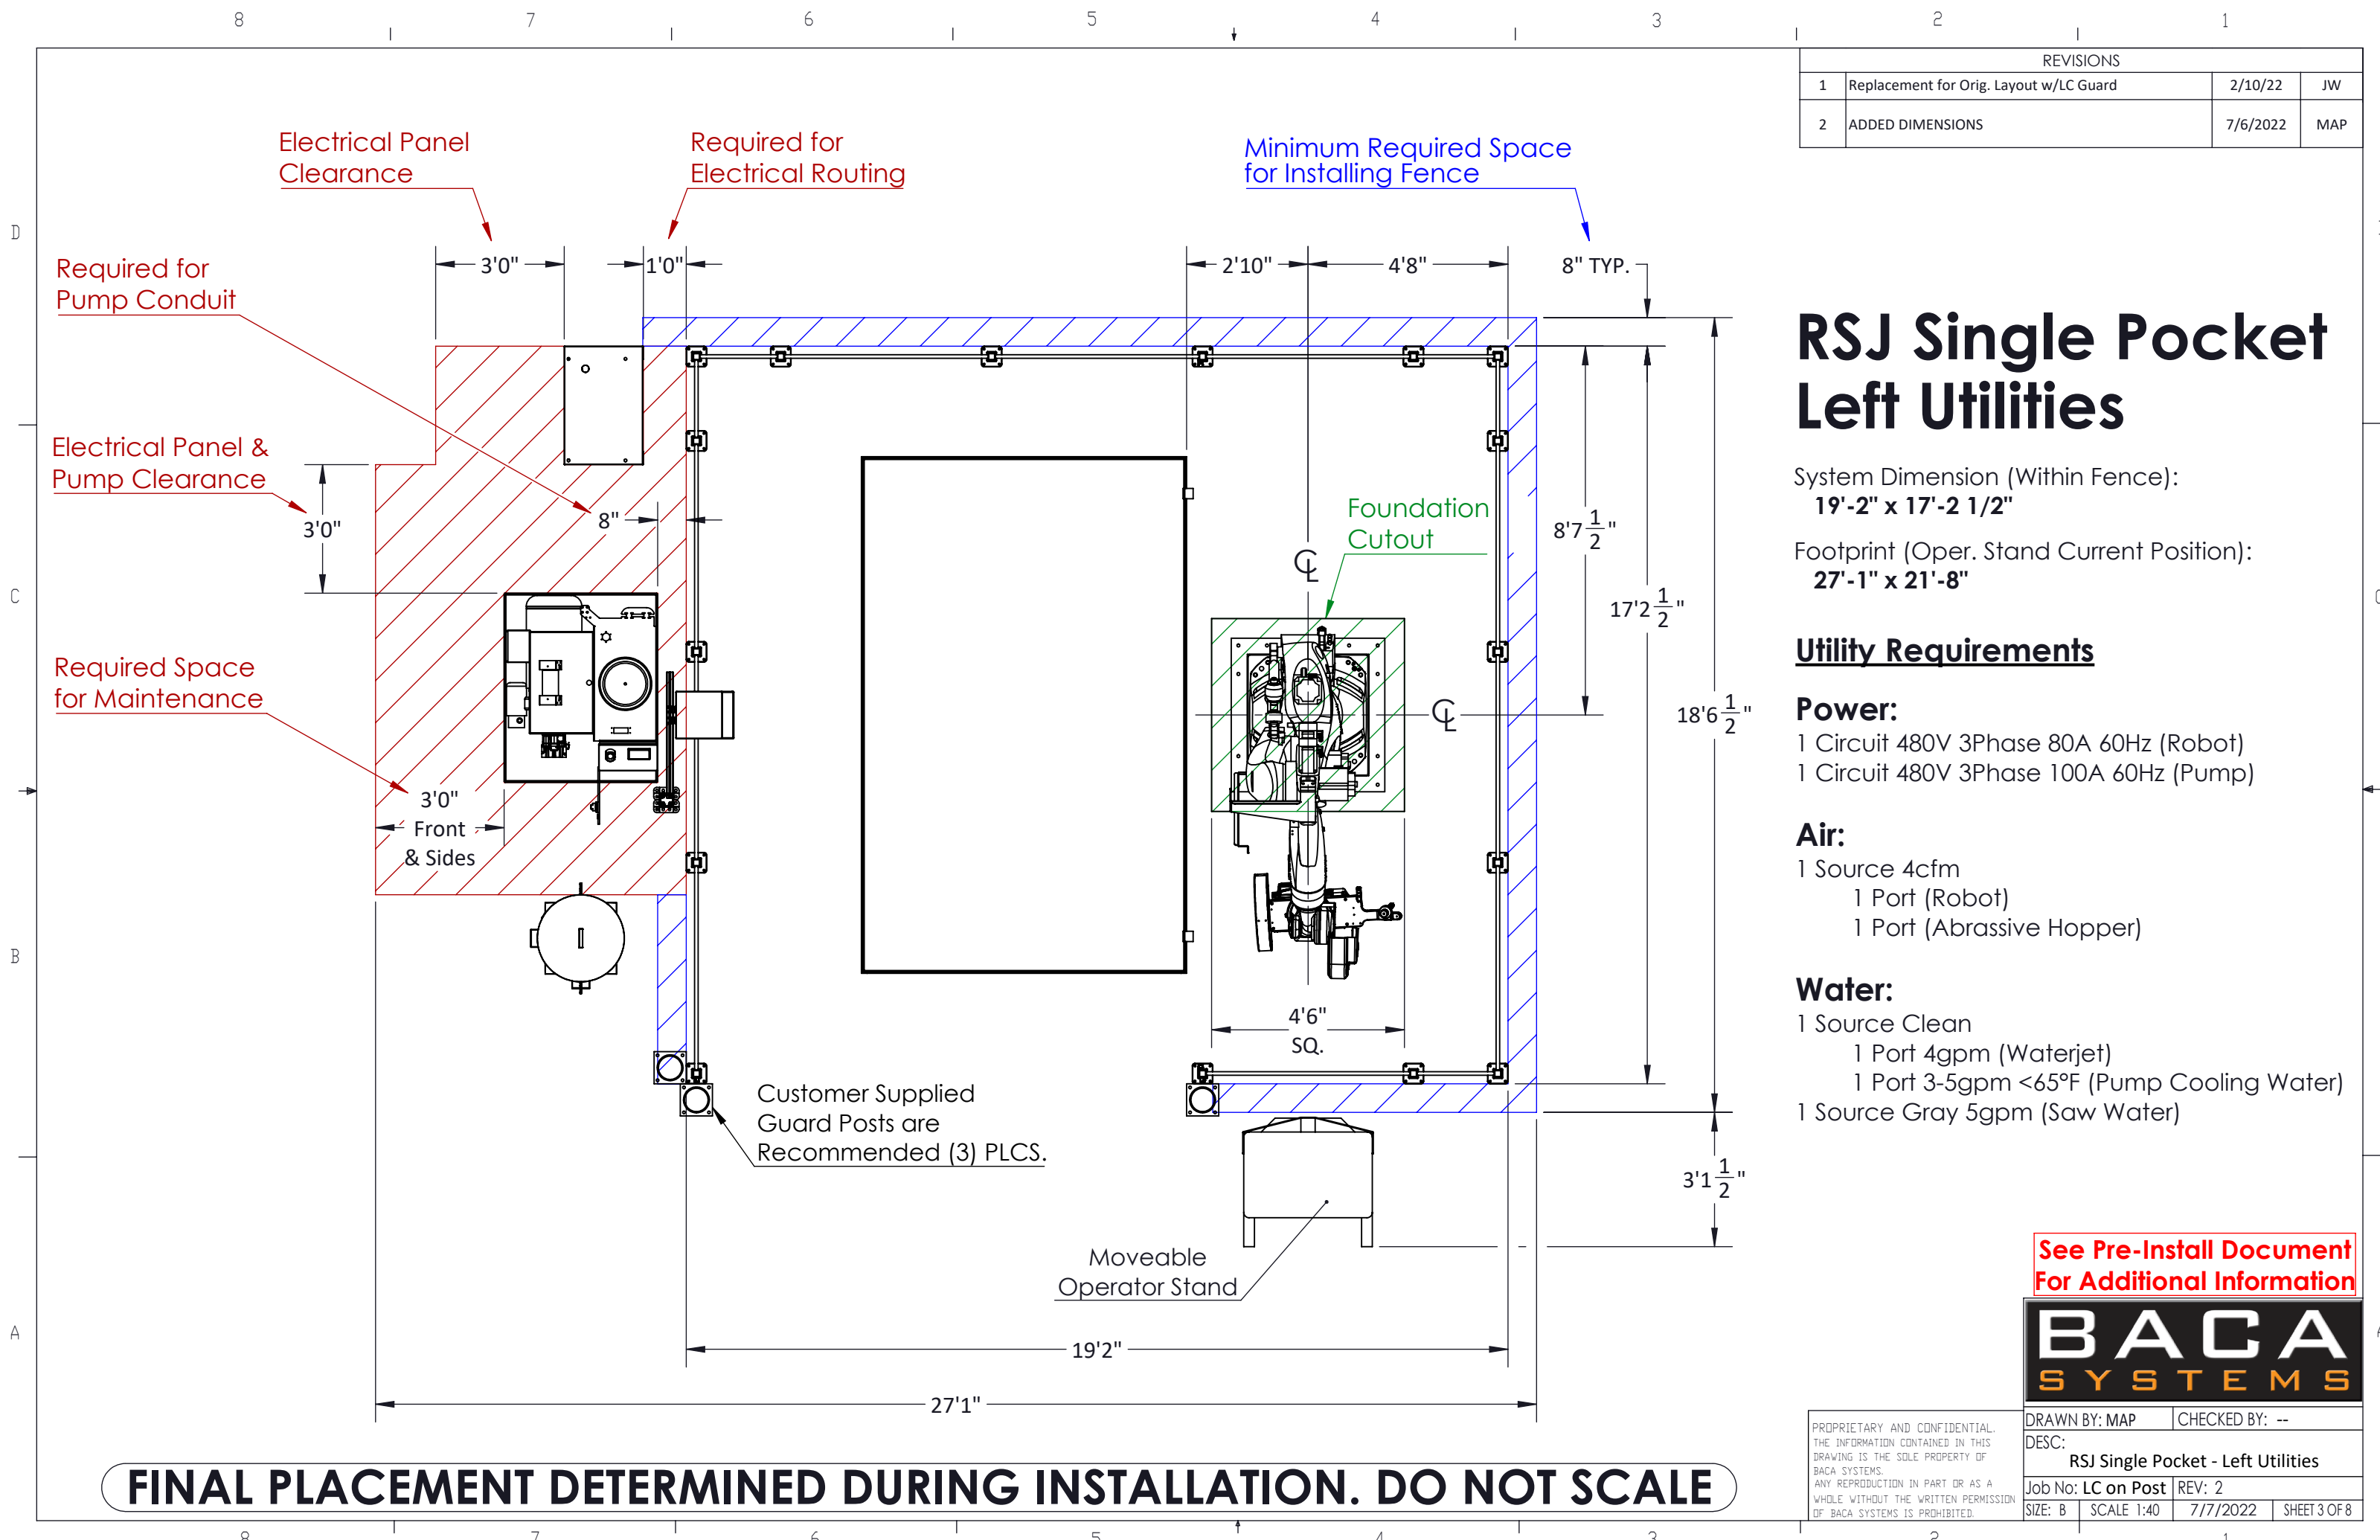 8 7 6 5 4 3 2 1
REVISIONS
1 Replacement for Orig. Layout w/LC Guard 2/10/22 JW
2 ADDED DIMENSIONS 7/6/2022 MAP
Electrical Panel
Clearance
Required for
Electrical Routing
Minimum Required Space
for Installing Fence
D
Required for
Pump Conduit
3'0"
1'0"
2'10"
4'8"
8" TYP.
RSJ Single Pocket
Left Utilities
Electrical Panel &
Pump Clearance
3'0"
8"
Foundation
Cutout
8'7 1/2"
17'2 1/2"
18'6 1/2"
System Dimension (Within Fence):
19'-2" x 17'-2 1/2"
Footprint (Oper. Stand Current Position):
27'-1" x 21'-8"
C
Utility Requirements
Required Space
for Maintenance
3'0"
Front
& Sides
Power:
1 Circuit 480V 3Phase 80A 60Hz (Robot)
1 Circuit 480V 3Phase 100A 60Hz (Pump)
Air:
1 Source 4cfm
1 Port (Robot)
1 Port (Abrassive Hopper)
B
Water:
1 Source Clean
1 Port 4gpm (Waterjet)
1 Port 3-5gpm <65°F (Pump Cooling Water)
1 Source Gray 5gpm (Saw Water)
4'6"
SQ.
Customer Supplied
Guard Posts are
Recommended (3) PLCS.
3'1 1/2"
Moveable
Operator Stand
See Pre-Install Document
For Additional Information
A
BACA
SYSTEMS
19'2"
27'1"
PROPRIETARY AND CONFIDENTIAL.
THE INFORMATION CONTAINED IN THIS
DRAWING IS THE SOLE PROPERTY OF
BACA SYSTEMS.
ANY REPRODUCTION IN PART OR AS A
WHOLE WITHOUT THE WRITTEN PERMISSION
OF BACA SYSTEMS IS PROHIBITED.
DRAWN BY: MAP CHECKED BY: --
DESC:
RSJ Single Pocket - Left Utilities
Job No: LC on Post REV: 2
SIZE: B SCALE 1:40 7/7/2022 SHEET 3 OF 8
FINAL PLACEMENT DETERMINED DURING INSTALLATION. DO NOT SCALE